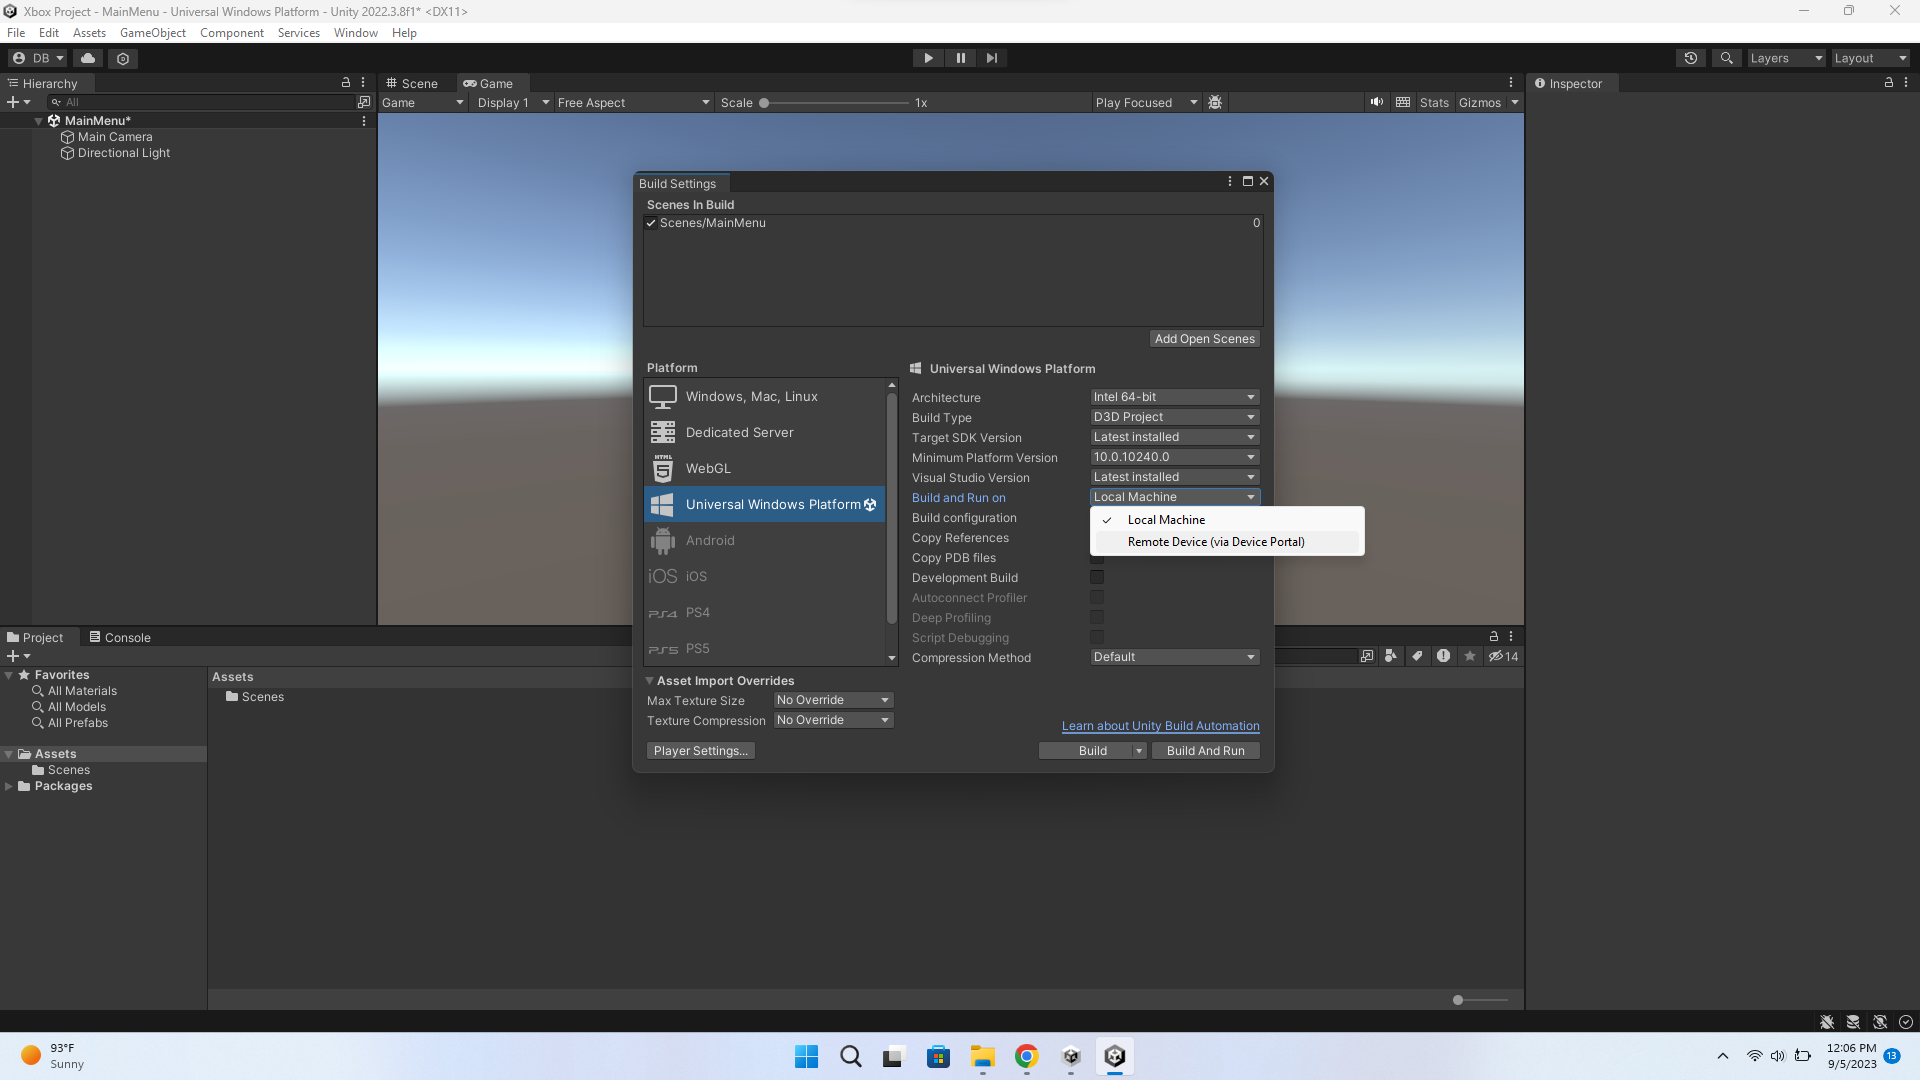 Xbox Project - MainMenu - Universal Windows Platform - Unity 2022.3.8f1* <DX11>
File Edit Assets GameObject Component Services Window Help
DB Layers Layout
Hierarchy Scene Game Inspector
All Game Display 1 Free Aspect Scale 1x Play Focused Stats Gizmos
MainMenu*
Main Camera
Directional Light
Build Settings
Scenes In Build
Scenes/MainMenu 0
Add Open Scenes
Platform
Windows, Mac, Linux
Dedicated Server
HTML
WebGL
Universal Windows Platform
Android
iOS iOS
PS4 PS4
PS5 PS5
Universal Windows Platform
Architecture Intel 64-bit
Build Type D3D Project
Target SDK Version Latest installed
Minimum Platform Version 10.0.10240.0
Visual Studio Version Latest installed
Build and Run on Local Machine
Local Machine
Remote Device (via Device Portal)
Build configuration
Copy References
Copy PDB files
Development Build
Autoconnect Profiler
Deep Profiling
Script Debugging
Compression Method Default
Asset Import Overrides
Max Texture Size No Override
Texture Compression No Override
Learn about Unity Build Automation
Player Settings... Build Build And Run
Project Console
14
Favorites
All Materials
All Models
All Prefabs
Assets
Scenes
Packages
Assets
Scenes
93°F
Sunny
12:06 PM
9/5/2023
13